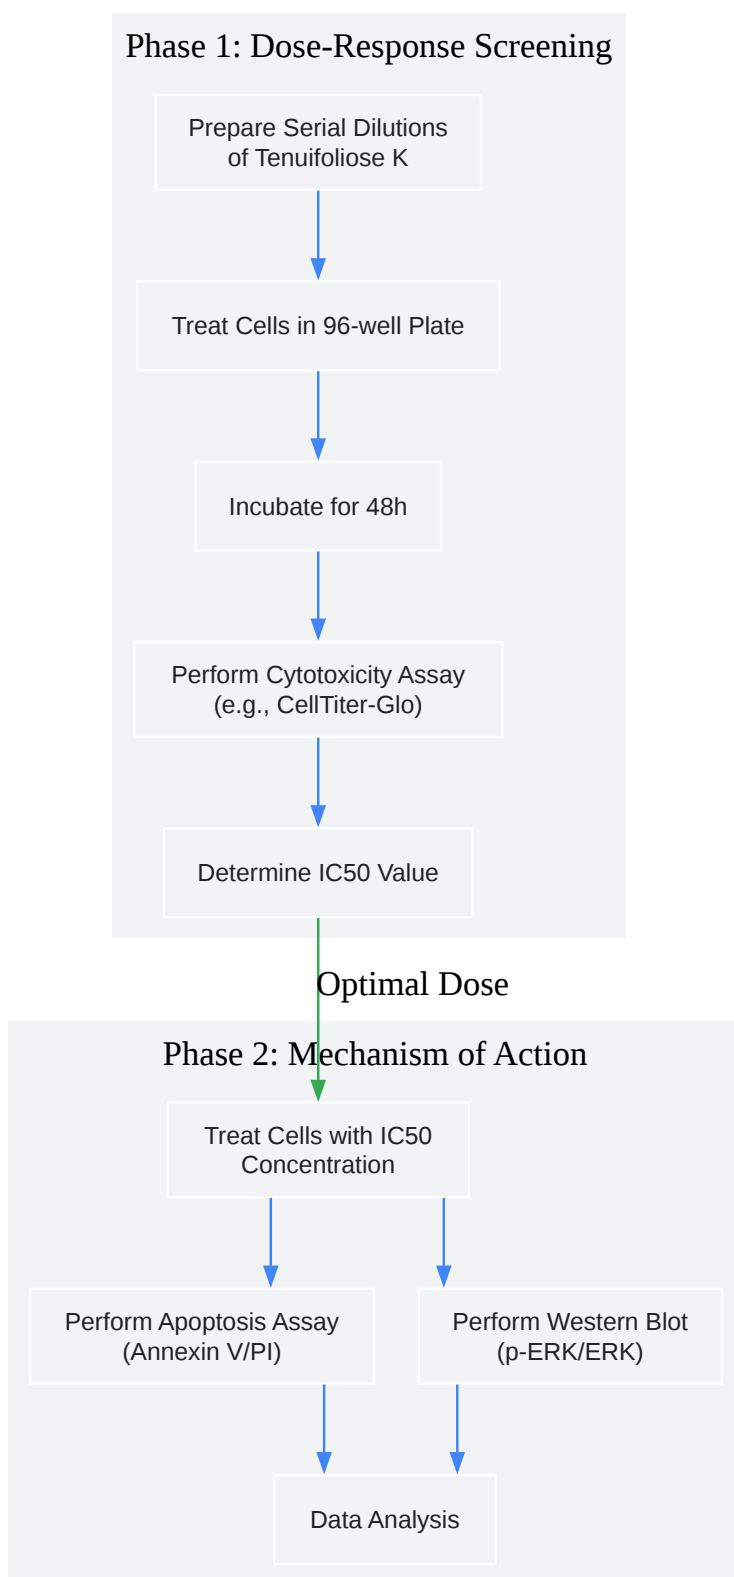 Phase 1: Dose-Response Screening
Prepare Serial Dilutions
of Tenuifoliose K
Treat Cells in 96-well Plate
Incubate for 48h
Perform Cytotoxicity Assay
(e.g., CellTiter-Glo)
Determine IC50 Value
Optimal Dose
Phase 2: Mechanism of Action
Treat Cells with IC50
Concentration
Perform Apoptosis Assay
(Annexin V/PI)
Perform Western Blot
(p-ERK/ERK)
Data Analysis